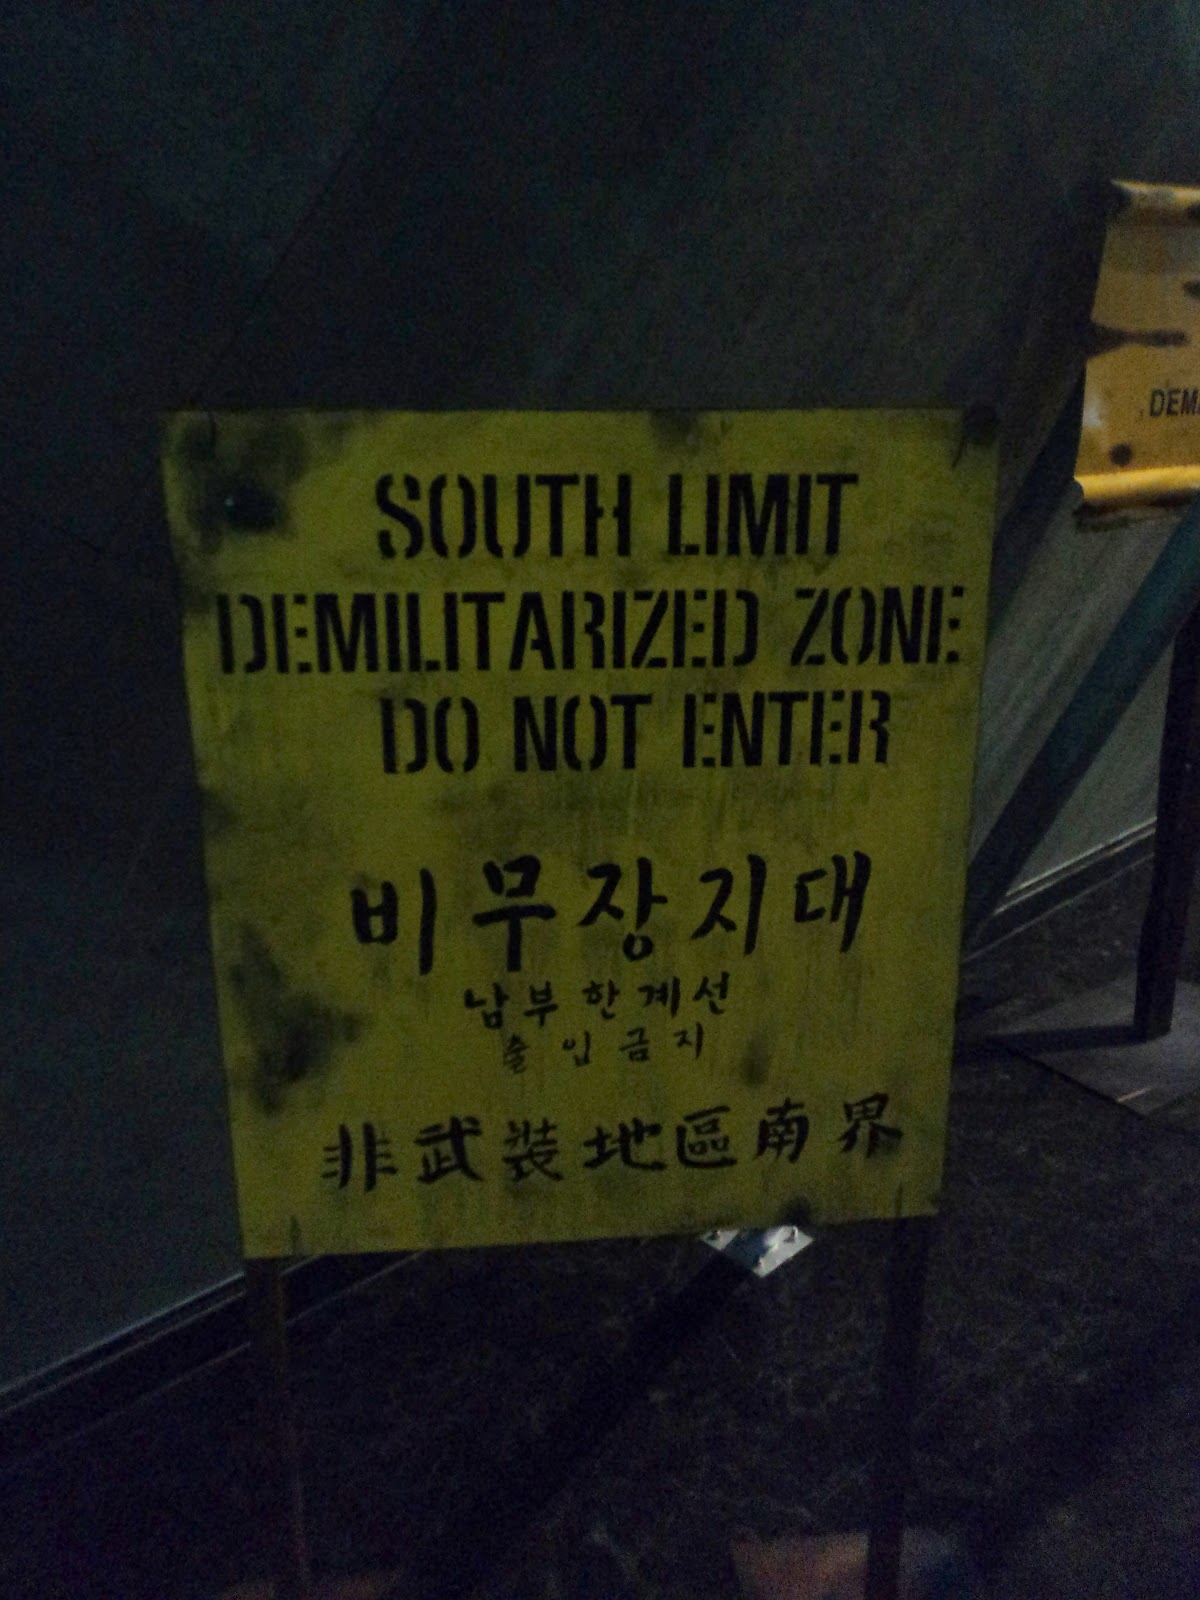 SOUTH LIMIT
DEMILITARIZED ZONE
DO NOT ENTER
비무장지대
남부한계선
출입금지
非武裝地區南界